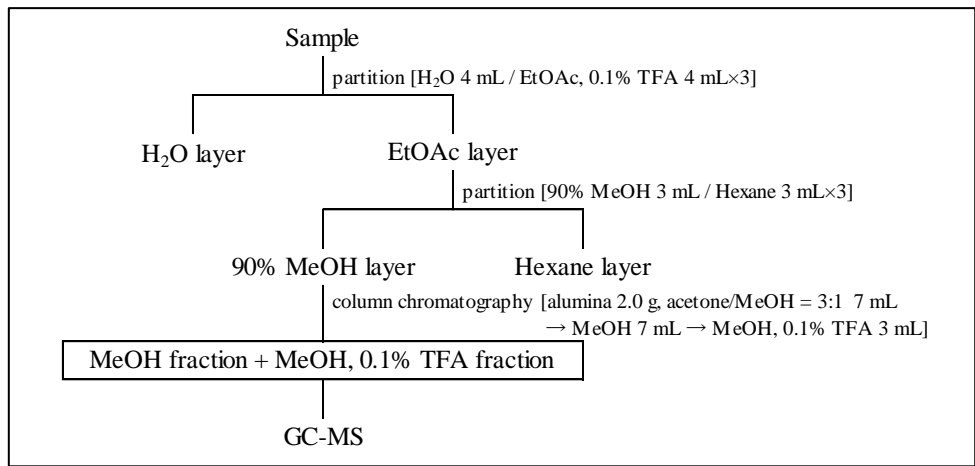 Sample
partition [H₂O 4 mL / EtOAc, 0.1% TFA 4 mL×3]
H₂O layer
EtOAc layer
partition [90% MeOH 3 mL / Hexane 3 mL×3]
90% MeOH layer
Hexane layer
column chromatography [alumina 2.0 g, acetone/MeOH = 3:1 7 mL
→ MeOH 7 mL → MeOH, 0.1% TFA 3 mL]
MeOH fraction + MeOH, 0.1% TFA fraction
GC-MS